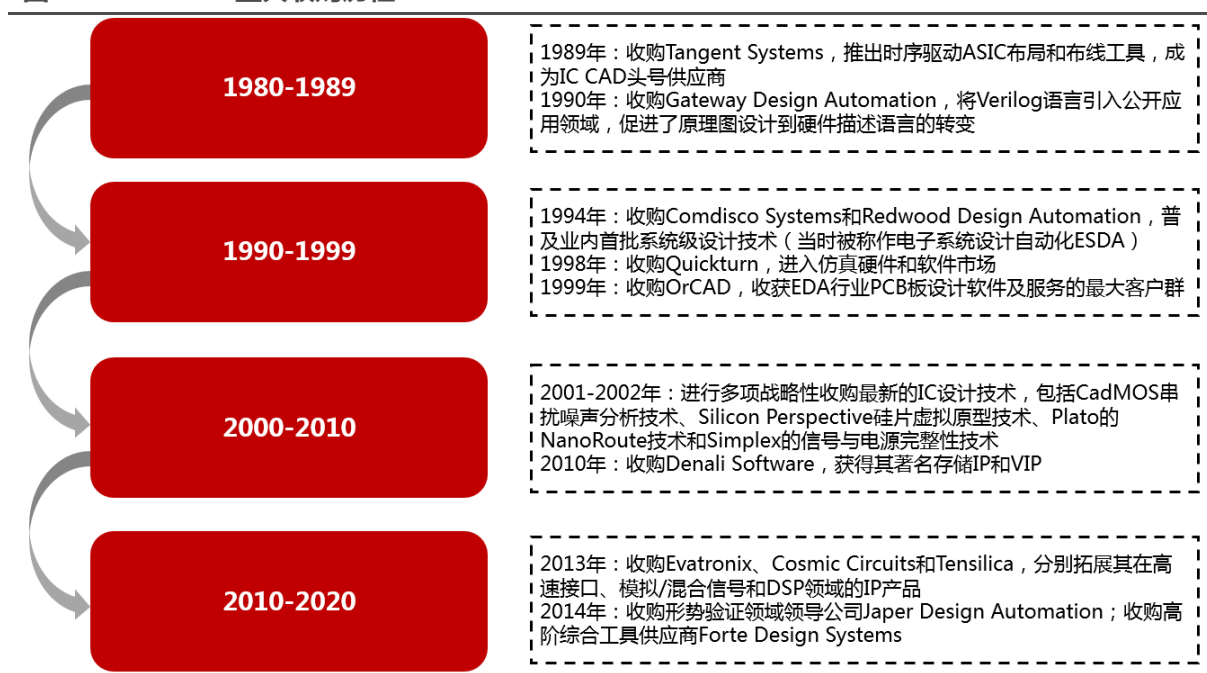 1980-1989
1989年：收购Tangent Systems，推出时序驱动ASIC布局和布线工具，成
为IC CAD头号供应商
1990年：收购Gateway Design Automation，将Verilog语言引入公开应
用领域，促进了原理图设计到硬件描述语言的转变
1990-1999
1994年：收购Comdisco Systems和Redwood Design Automation，普
及业内首批系统级设计技术（当时被称作电子系统设计自动化ESDA）
1998年：收购Quickturn，进入仿真硬件和软件市场
1999年：收购OrCAD，收获EDA行业PCB板设计软件及服务的最大客户群
2000-2010
2001-2002年：进行多项战略性收购最新的IC设计技术，包括CadMOS串
扰噪声分析技术、Silicon Perspective硅片虚拟原型技术、Plato的
NanoRoute技术和Simplex的信号与电源完整性技术
2010年：收购Denali Software，获得其著名存储IP和VIP
2010-2020
2013年：收购Evatronix、Cosmic Circuits和Tensilica，分别拓展其在高
速接口、模拟/混合信号和DSP领域的IP产品
2014年：收购形势验证领域领导公司Japer Design Automation；收购高
阶综合工具供应商Forte Design Systems